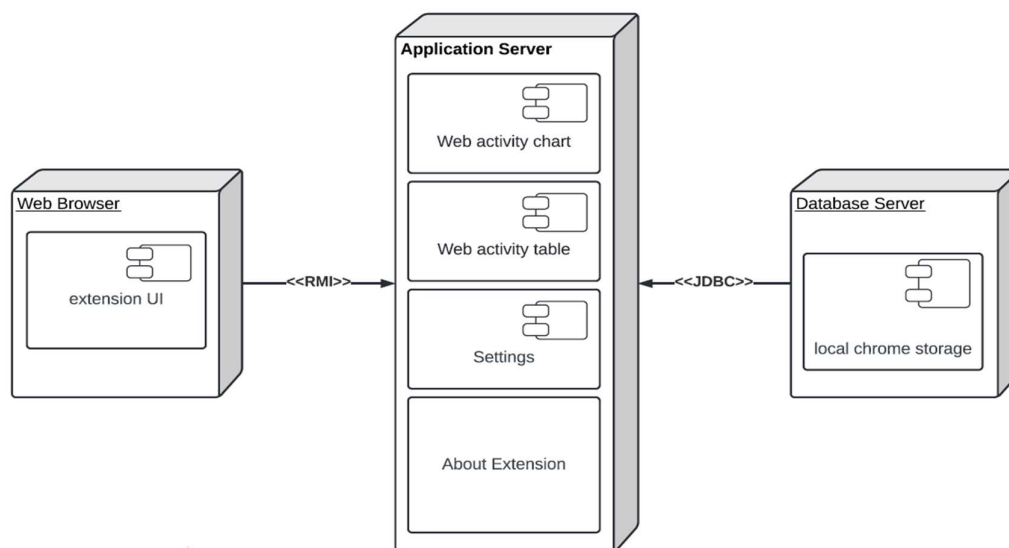 Application Server
Web activity chart
Web Browser
Database Server
Web activity table
extension UI
<<RMI>>
<<JDBC>>
Settings
local chrome storage
About Extension